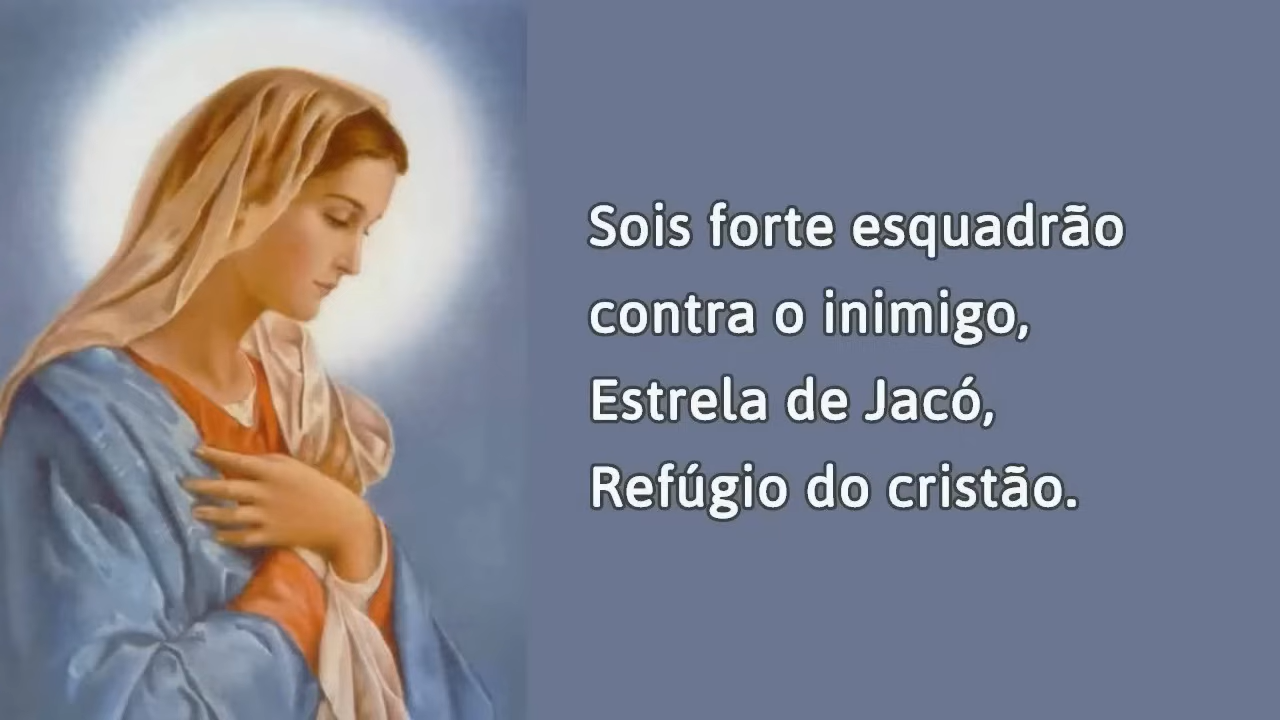 Sois forte esquadrão
contra o inimigo,
Estrela de Jacó,
Refúgio do cristão.